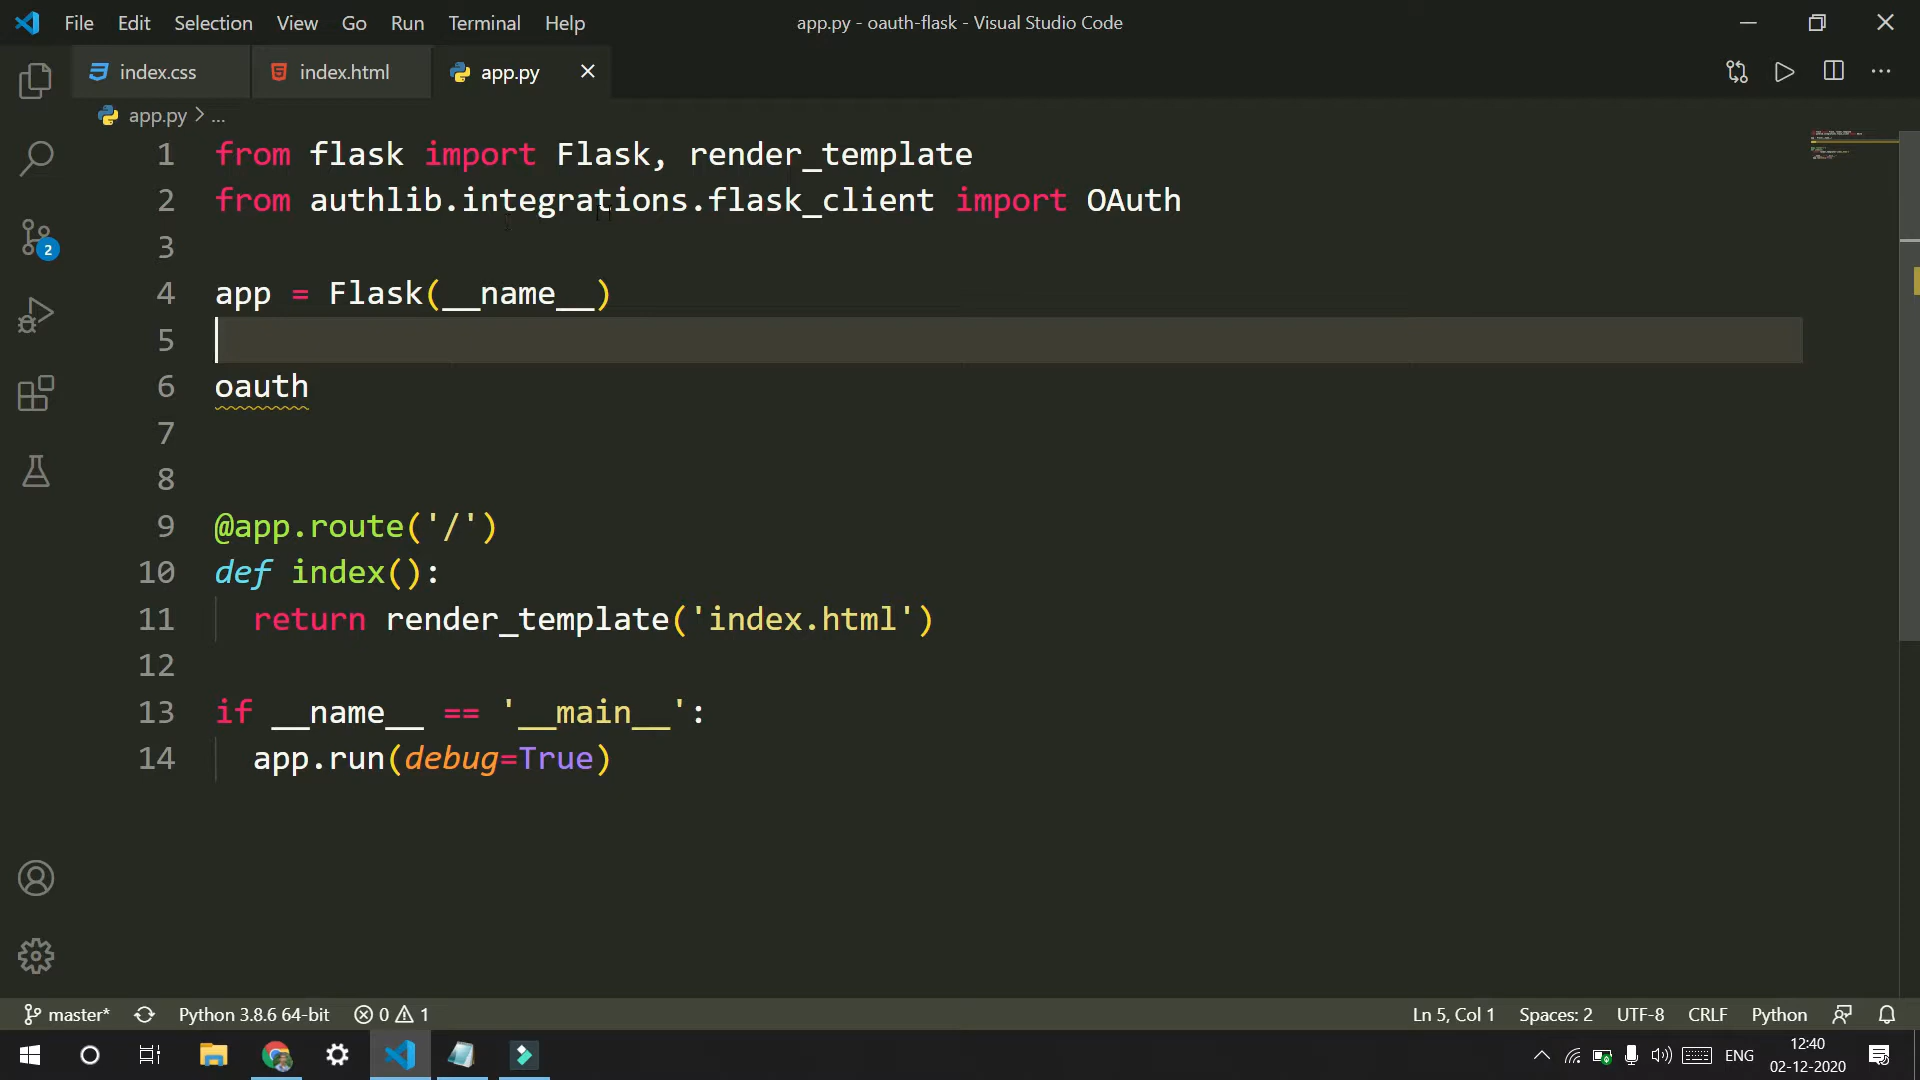 File Edit Selection View Go Run Terminal Help
app.py - oauth-flask - Visual Studio Code
index.css
index.html
app.py
app.py > ...
1 from flask import Flask, render_template
2 from authlib.integrations.flask_client import OAuth
3
4 app = Flask(__name__)
5
6 oauth
7
8
9 @app.route('/')
10 def index():
11 return render_template('index.html')
12
13 if __name__ == '__main__':
14 app.run(debug=True)
2
master* Python 3.8.6 64-bit 0 1
Ln 5, Col 1 Spaces: 2 UTF-8 CRLF Python
ENG
12:40
02-12-2020